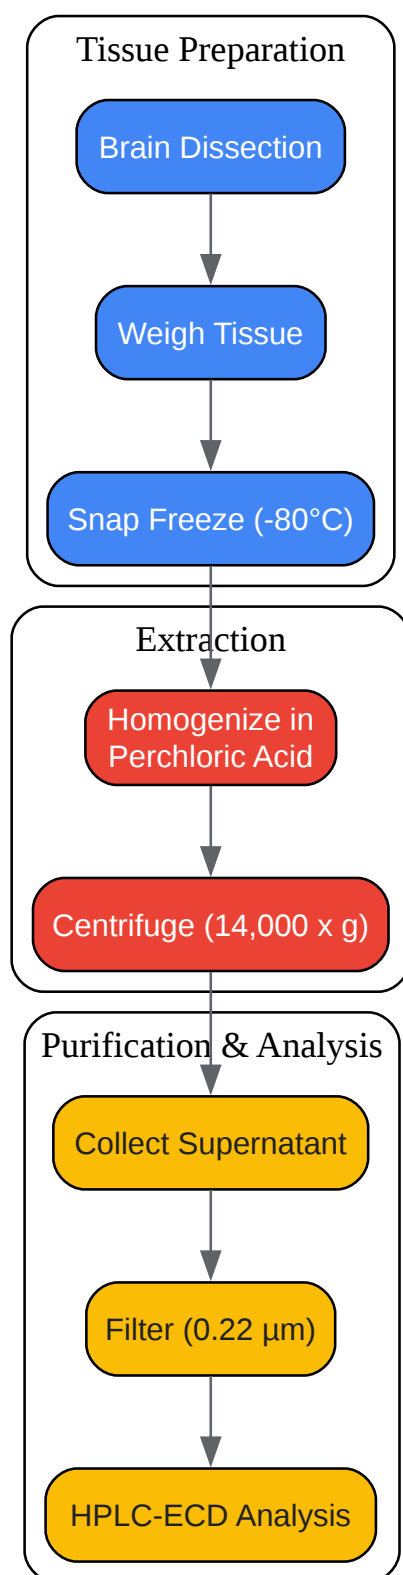 Tissue Preparation
Brain Dissection
Weigh Tissue
Snap Freeze (-80°C)
Extraction
Homogenize in
Perchloric Acid
Centrifuge (14,000 x g)
Purification & Analysis
Collect Supernatant
Filter (0.22 µm)
HPLC-ECD Analysis